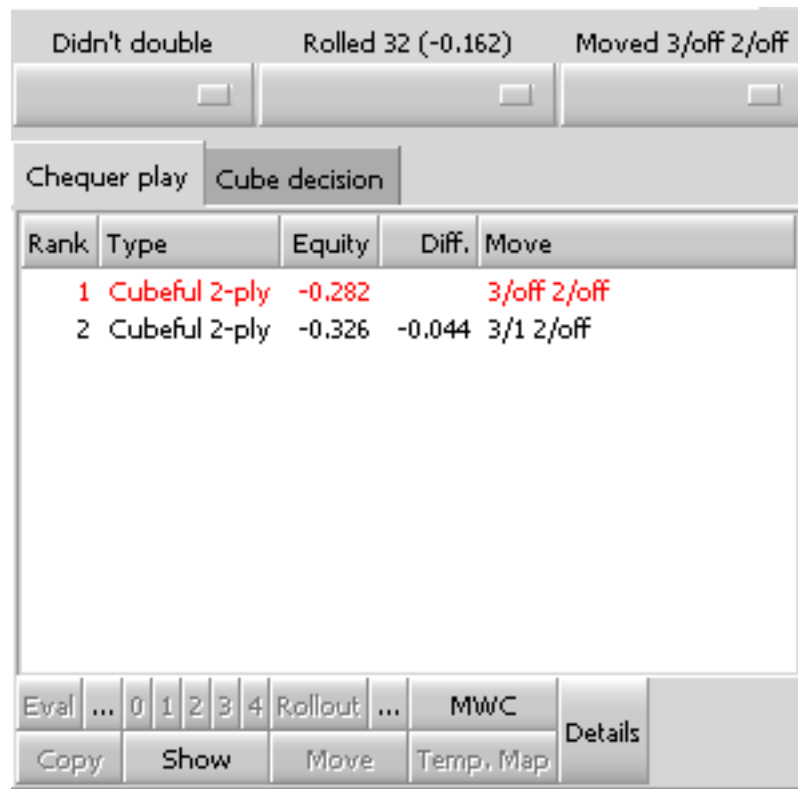 Didn't double Rolled 32 (-0.162) Moved 3/off 2/off
Chequer play Cube decision
Rank Type Equity Diff. Move
1 Cubeful 2-ply -0.282 3/off 2/off
2 Cubeful 2-ply -0.326 -0.044 3/1 2/off
Eval ... 0 1 2 3 4 Rollout ... MWC Details
Copy Show Move Temp. Map